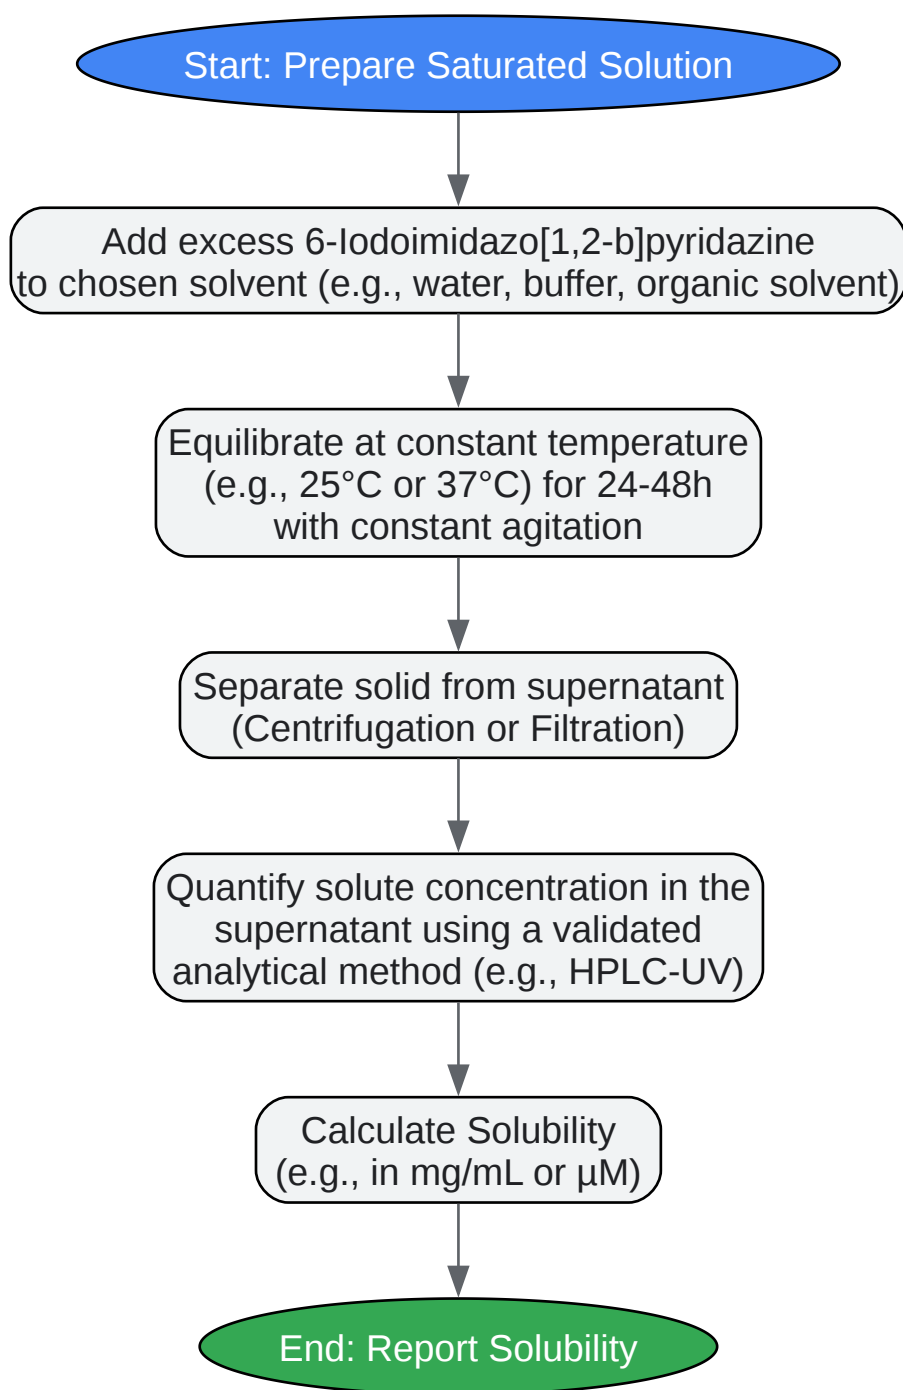 Start: Prepare Saturated Solution
Add excess 6-Iodoimidazo[1,2-b]pyridazine
to chosen solvent (e.g., water, buffer, organic solvent)
Equilibrate at constant temperature
(e.g., 25°C or 37°C) for 24-48h
with constant agitation
Separate solid from supernatant
(Centrifugation or Filtration)
Quantify solute concentration in the
supernatant using a validated
analytical method (e.g., HPLC-UV)
Calculate Solubility
(e.g., in mg/mL or µM)
End: Report Solubility